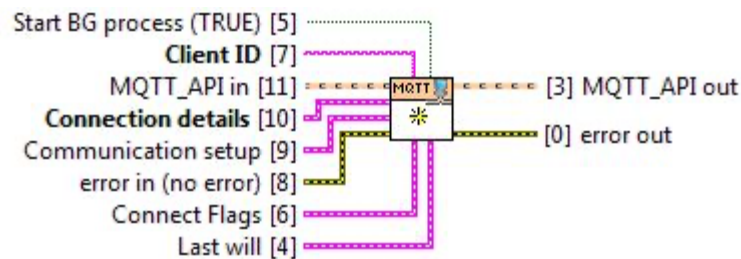 Start BG process (TRUE) [5]
Client ID [7]
MQTT_API in [11]
MQTT
[3] MQTT_API out
Connection details [10]
Communication setup [9]
[0] error out
error in (no error) [8]
Connect Flags [6]
Last will [4]